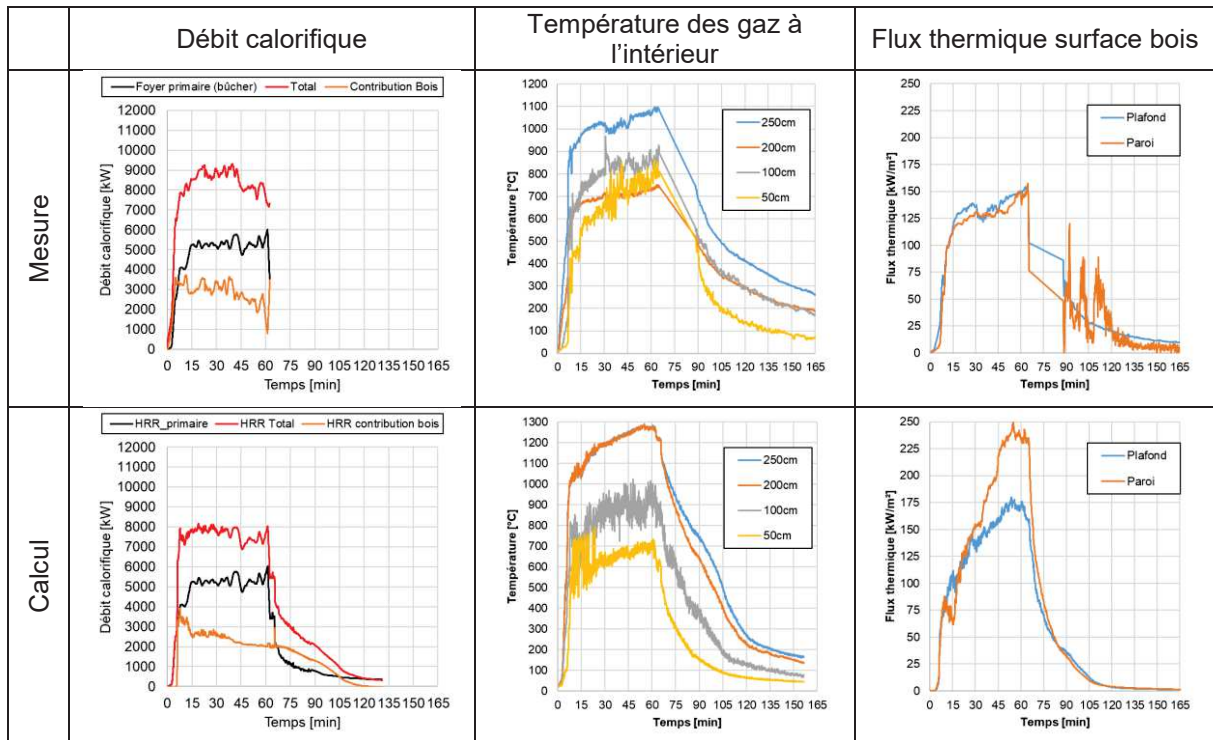 Débit calorifique
Température des gaz à
l'intérieur
Flux thermique surface bois
Mesure
Foyer primaire (bûcher) Total Contribution Bois
12000
11000
10000
9000
8000
7000
6000
5000
4000
3000
2000
1000
0
Débit calorifique [kW]
0 15 30 45 60 75 90 105 120 135 150 165
Temps [min]
1200
1100
1000
900
800
700
600
500
400
300
200
100
0
Température [°C]
250cm
200cm
100cm
50cm
0 15 30 45 60 75 90 105 120 135 150 165
Temps [min]
250
225
200
175
150
125
100
75
50
25
0
Flux thermique [kW/m²]
Plafond
Paroi
0 15 30 45 60 75 90 105 120 135 150 165
Temps [min]
Calcul
HRR_primaire HRR Total HRR contribution bois
12000
11000
10000
9000
8000
7000
6000
5000
4000
3000
2000
1000
0
Débit calorifique [kW]
0 15 30 45 60 75 90 105 120 135 150 165
Temps [min]
1300
1200
1100
1000
900
800
700
600
500
400
300
200
100
0
Température [°C]
250cm
200cm
100cm
50cm
0 15 30 45 60 75 90 105 120 135 150 165
Temps [min]
250
225
200
175
150
125
100
75
50
25
0
Flux thermique [kW/m²]
Plafond
Paroi
0 15 30 45 60 75 90 105 120 135 150 165
Temps [min]